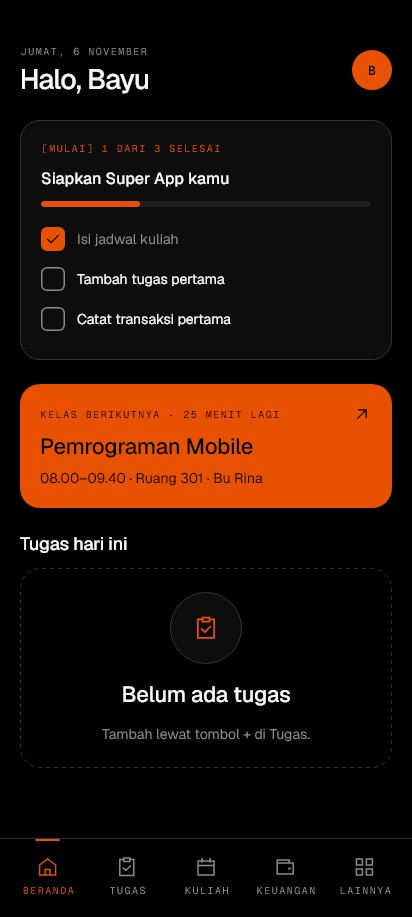 JUMAT, 6 NOVEMBER
Halo, Bayu
B
[MULAI] 1 DARI 3 SELESAI
Siapkan Super App kamu
Isi jadwal kuliah
Tambah tugas pertama
Catat transaksi pertama
KELAS BERIKUTNYA · 25 MENIT LAGI
Pemrograman Mobile
08.00–09.40 · Ruang 301 · Bu Rina
Tugas hari ini
Belum ada tugas
Tambah lewat tombol + di Tugas.
BERANDA
TUGAS
KULIAH
KEUANGAN
LAINNYA